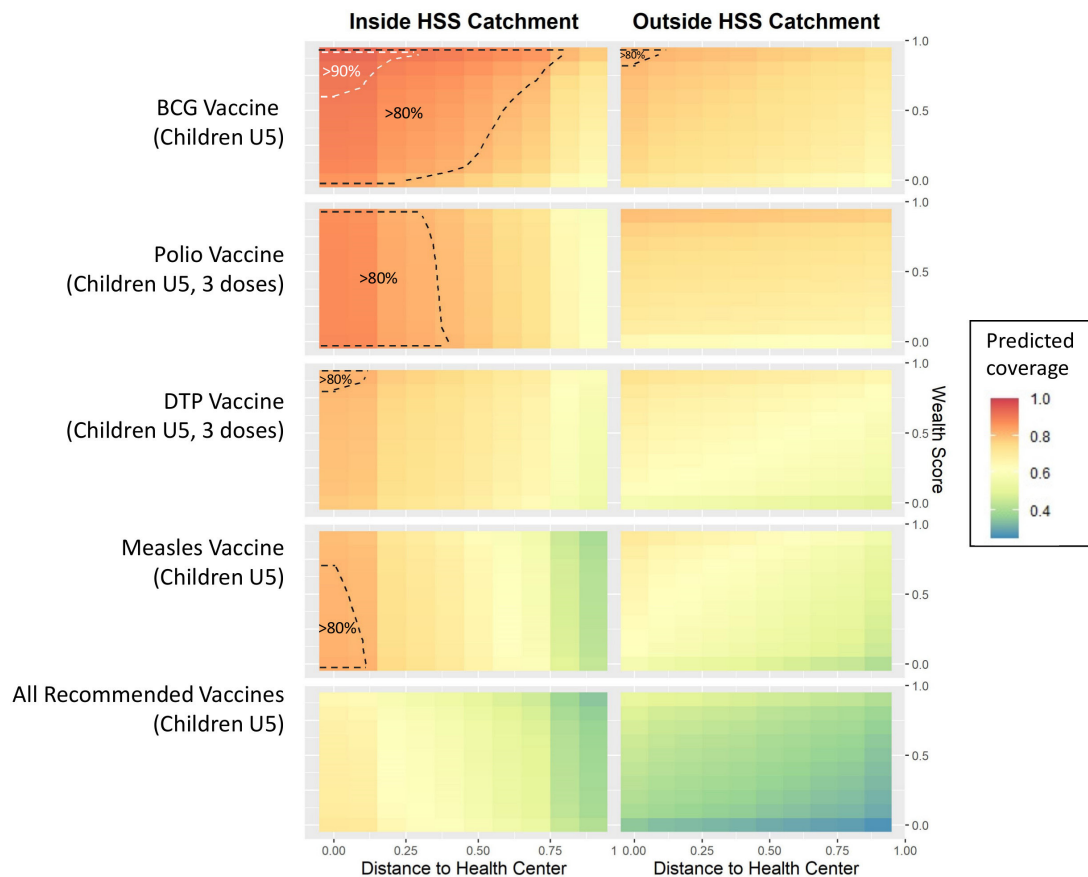 Inside HSS Catchment
Outside HSS Catchment
BCG Vaccine
(Children U5)
>90%
>80%
>80%
1.0
0.5
0.0
Polio Vaccine
(Children U5, 3 doses)
>80%
1.0
0.5
0.0
DTP Vaccine
(Children U5, 3 doses)
>80%
1.0
0.5
0.0
Measles Vaccine
(Children U5)
>80%
1.0
0.5
0.0
All Recommended Vaccines
(Children U5)
1.0
0.5
0.0
Wealth Score
0.00
0.25
0.50
0.75
1
0.00
0.25
0.50
0.75
1.00
Distance to Health Center
Distance to Health Center
Predicted
coverage
1.0
0.8
0.6
0.4